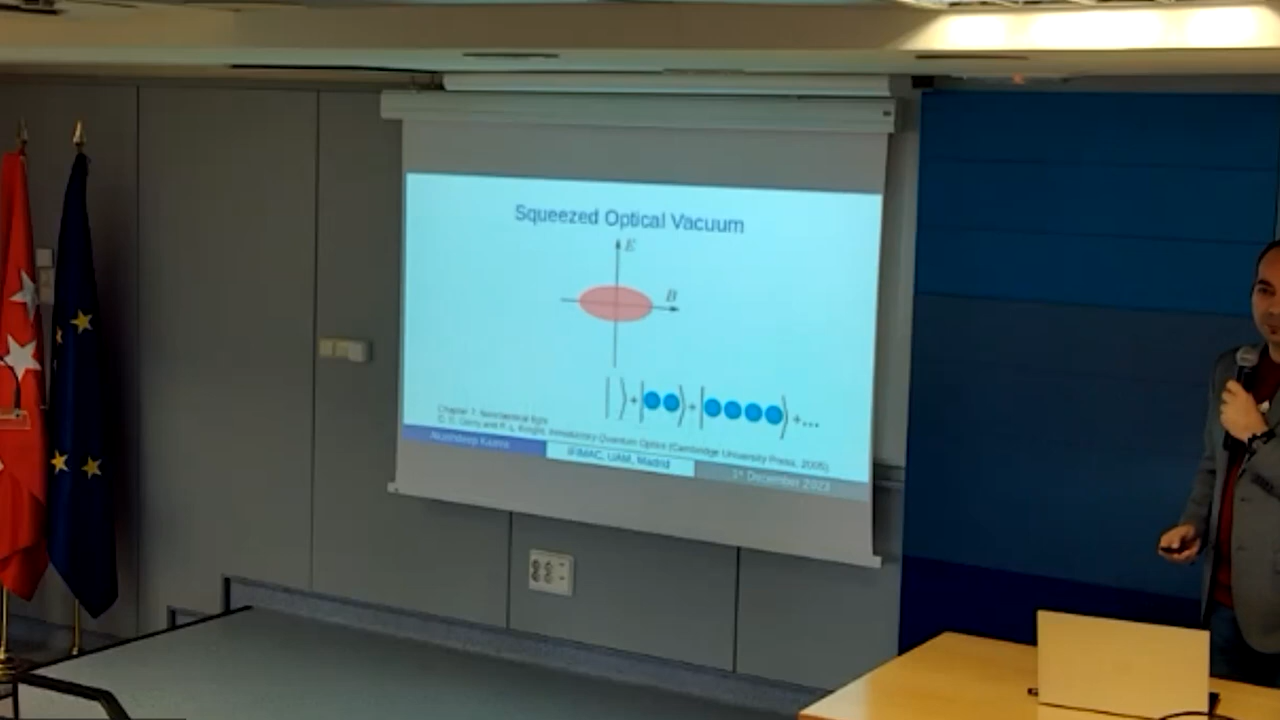 Squeezed Optical Vacuum
E
B
| ⟩+| ⟩+| ⟩+...
Chapter 7: Nonclassical light
C. C. Gerry and P. L. Knight, Introductory Quantum Optics (Cambridge University Press, 2005)
IFIMAC, UAM, Madrid
1st December 2023